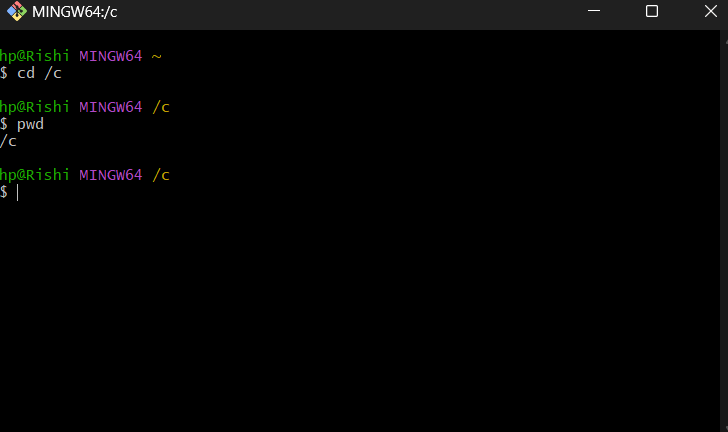 MINGW64:/c
hp@Rishi MINGW64 ~
$ cd /c
hp@Rishi MINGW64 /c
$ pwd
/c
hp@Rishi MINGW64 /c
$